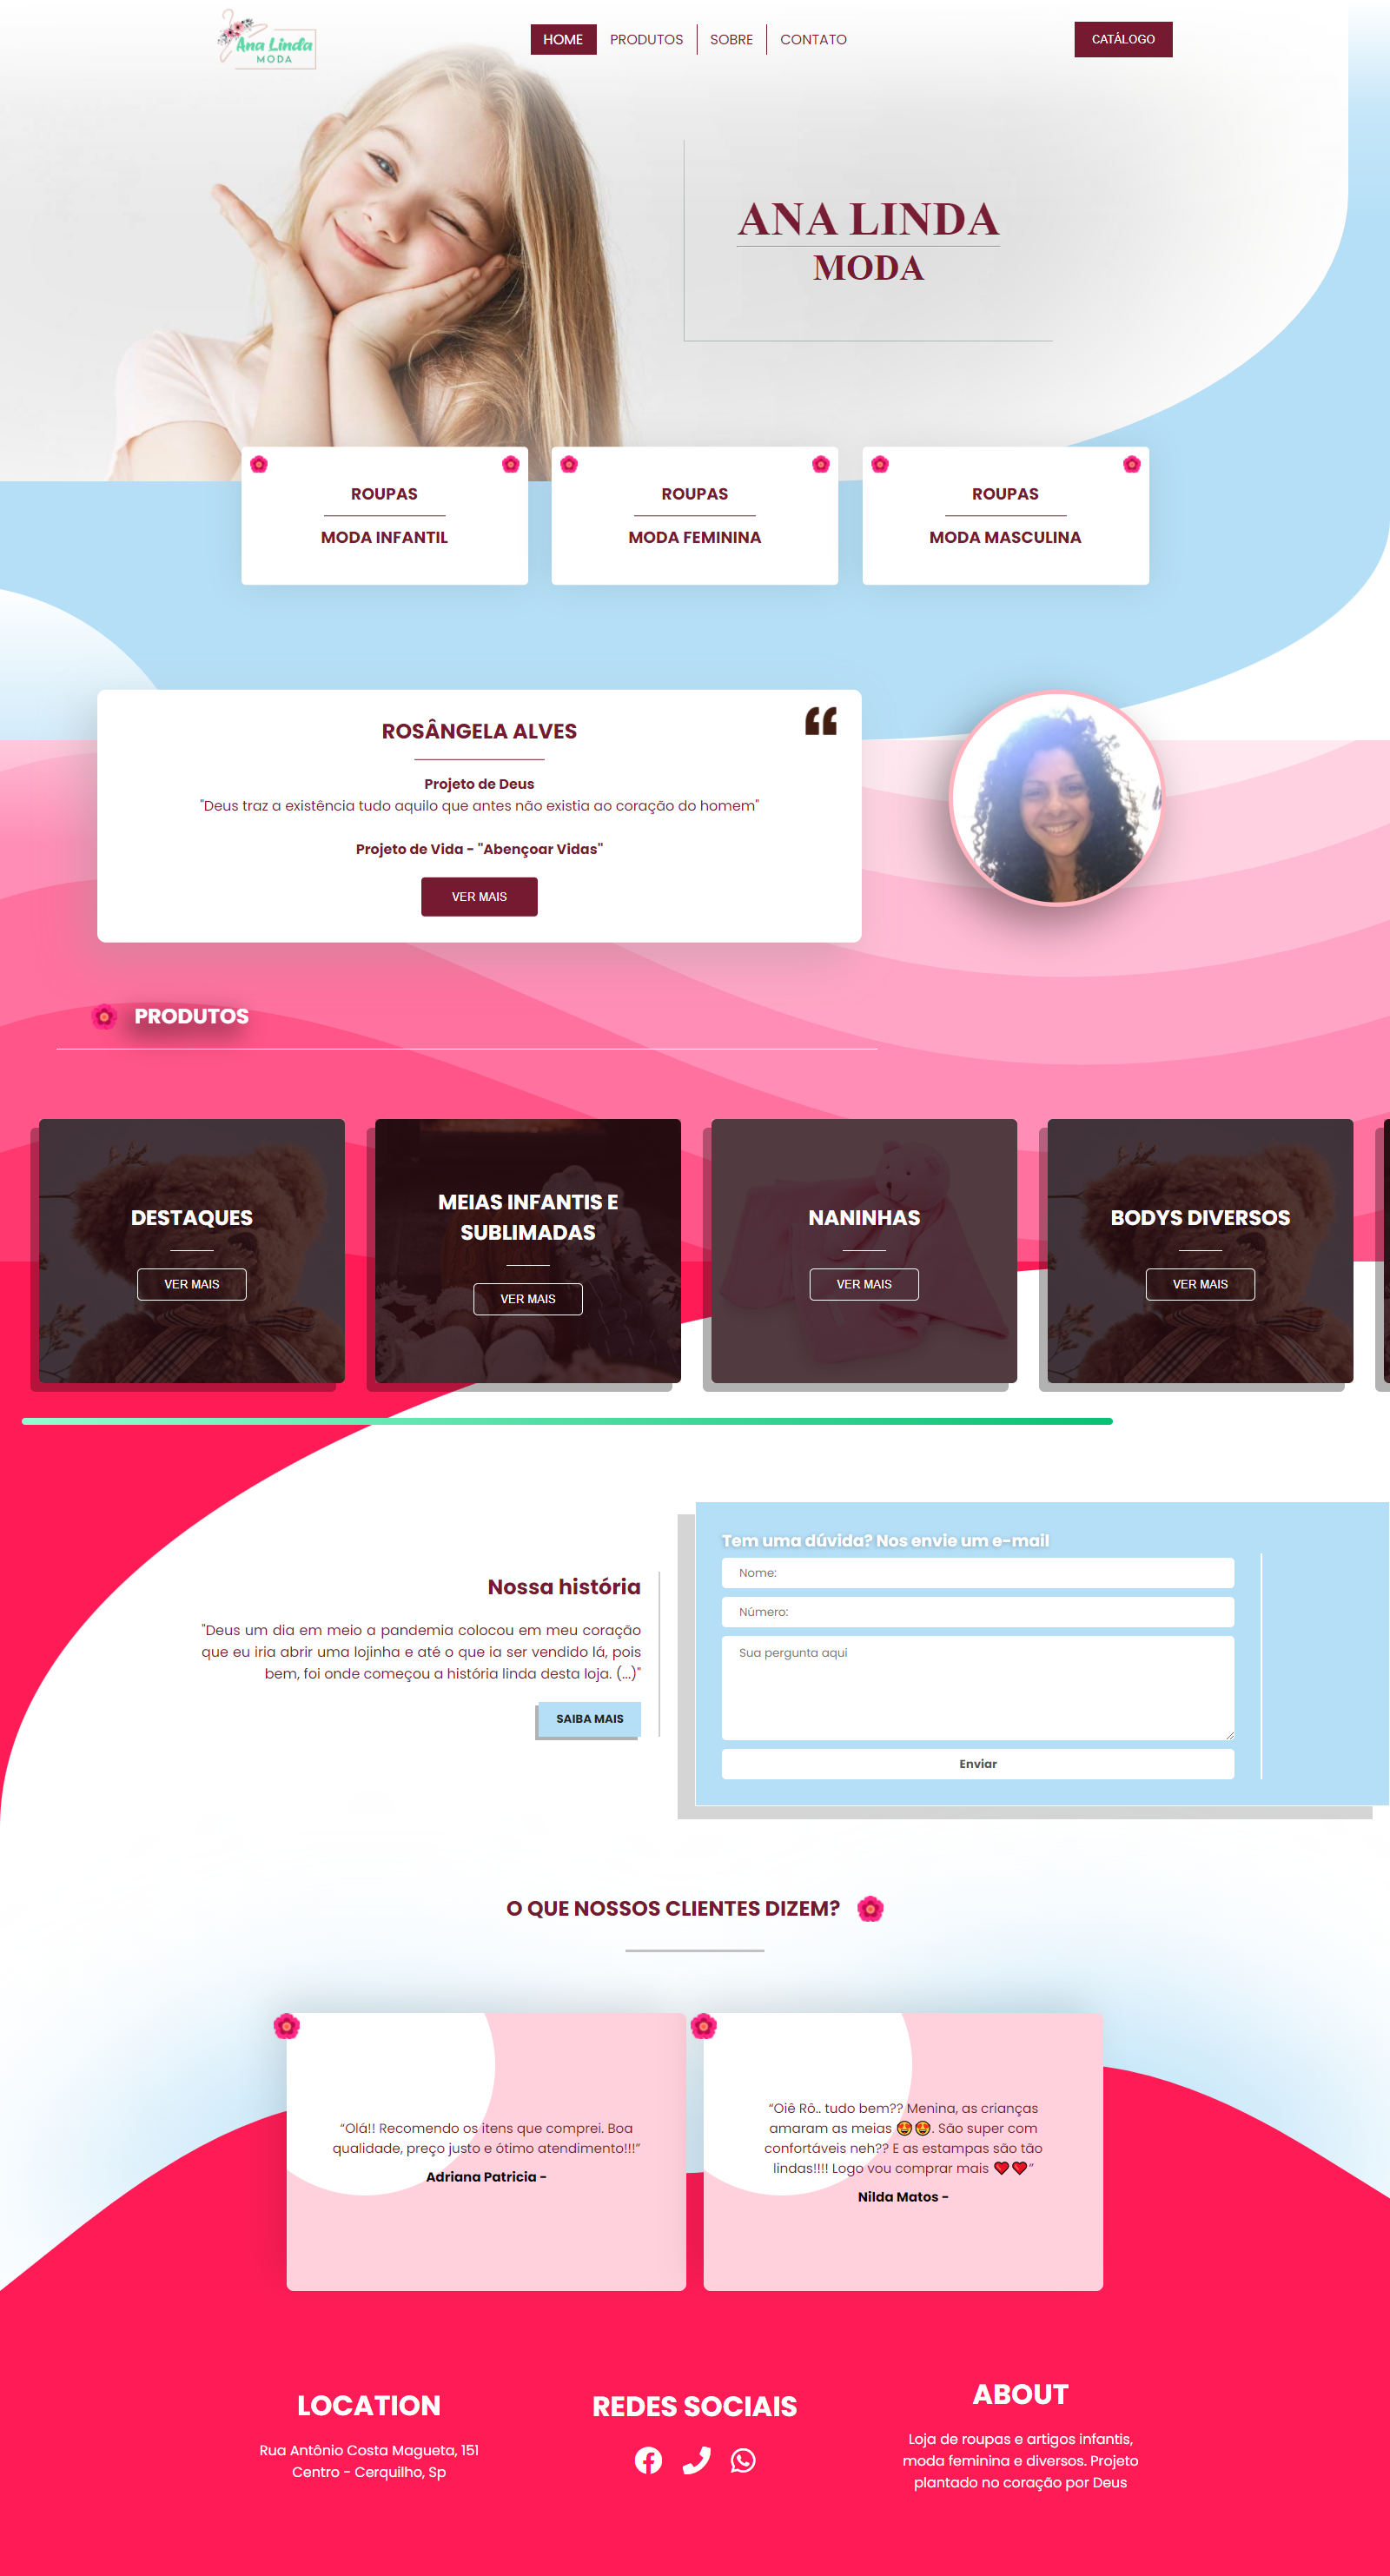 Ana Linda
MODA
HOME
PRODUTOS
SOBRE
CONTATO
CATÁLOGO
ANA LINDA
MODA
ROUPAS
MODA INFANTIL
ROUPAS
MODA FEMININA
ROUPAS
MODA MASCULINA
ROSÂNGELA ALVES
Projeto de Deus
"Deus traz a existência tudo aquilo que antes não existia ao coração do homem"
Projeto de Vida - "Abençoar Vidas"
VER MAIS
PRODUTOS
DESTAQUES
VER MAIS
MEIAS INFANTIS E
SUBLIMADAS
VER MAIS
NANINHAS
VER MAIS
BODYS DIVERSOS
VER MAIS
Nossa história
"Deus um dia em meio a pandemia colocou em meu coração
que eu iria abrir uma lojinha e até o que ia ser vendido lá, pois
bem, foi onde começou a história linda desta loja. (...)"
SAIBA MAIS
Tem uma dúvida? Nos envie um e-mail
Nome:
Número:
Sua pergunta aqui
Enviar
O QUE NOSSOS CLIENTES DIZEM?
“Olá!! Recomendo os itens que comprei. Boa
qualidade, preço justo e ótimo atendimento!!!”
Adriana Patricia -
“Oiê Rô.. tudo bem?? Menina, as crianças
amaram as meias 🤩🤩. São super com
confortáveis neh?? E as estampas são tão
lindas!!!! Logo vou comprar mais ❤❤”
Nilda Matos -
LOCATION
Rua Antônio Costa Magueta, 151
Centro - Cerquilho, Sp
REDES SOCIAIS
ABOUT
Loja de roupas e artigos infantis,
moda feminina e diversos. Projeto
plantado no coração por Deus